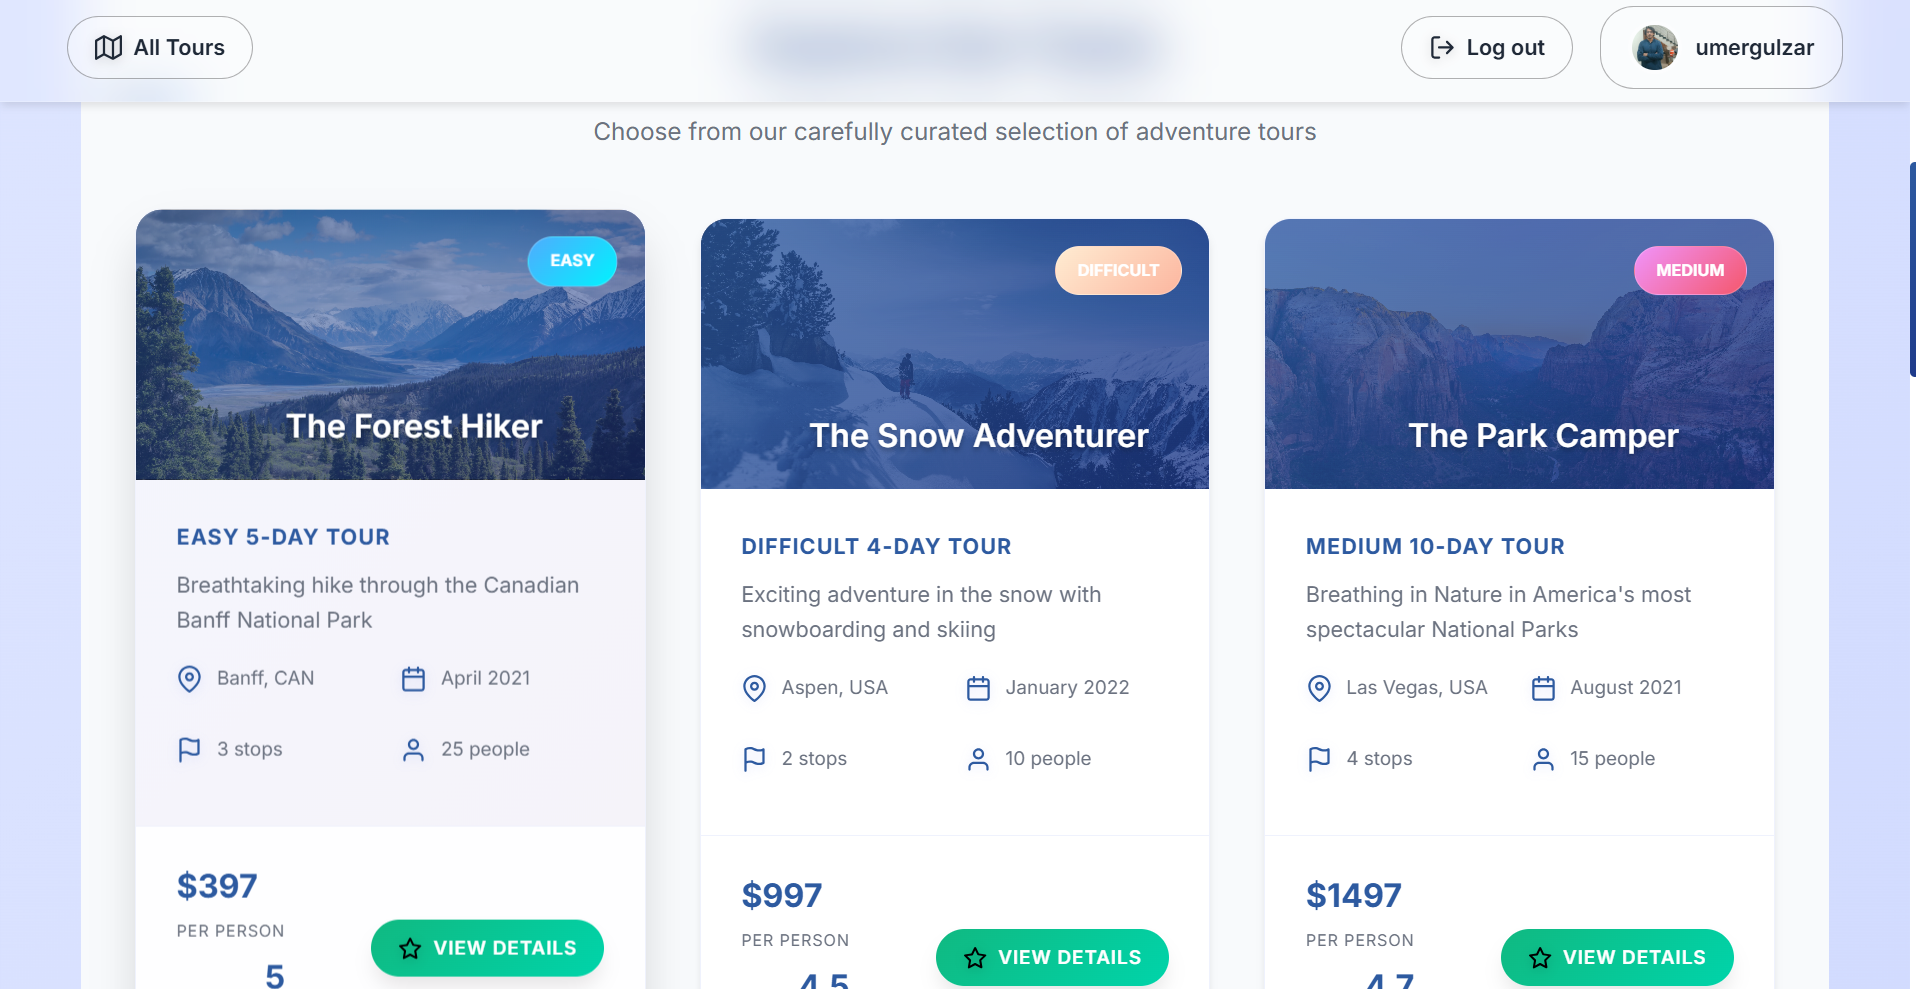 All Tours
Log out
umergulzar
Choose from our carefully curated selection of adventure tours
EASY
The Forest Hiker
EASY 5-DAY TOUR
Breathtaking hike through the Canadian
Banff National Park
Banff, CAN
April 2021
3 stops
25 people
$397
PER PERSON
VIEW DETAILS
5
DIFFICULT
The Snow Adventurer
DIFFICULT 4-DAY TOUR
Exciting adventure in the snow with
snowboarding and skiing
Aspen, USA
January 2022
2 stops
10 people
$997
PER PERSON
VIEW DETAILS
4.5
MEDIUM
The Park Camper
MEDIUM 10-DAY TOUR
Breathing in Nature in America's most
spectacular National Parks
Las Vegas, USA
August 2021
4 stops
15 people
$1497
PER PERSON
VIEW DETAILS
4.7